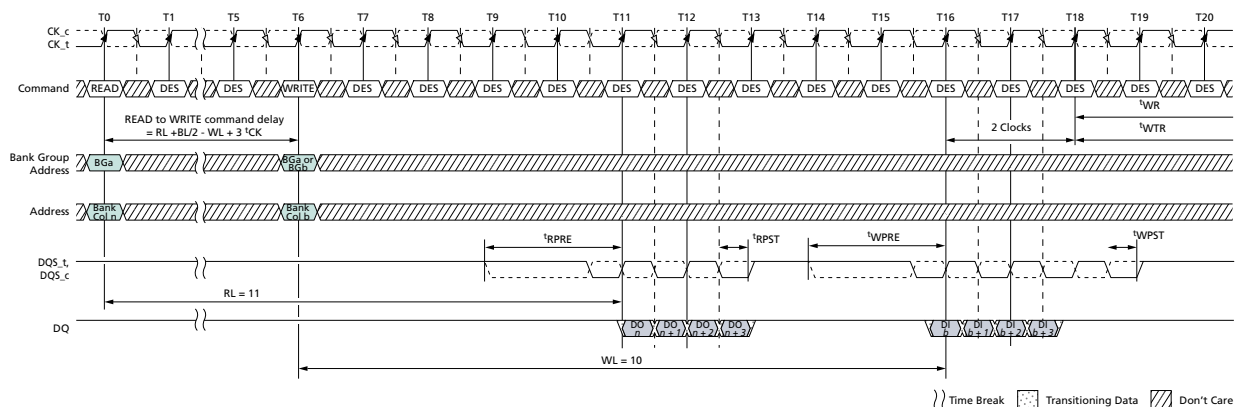 T0 T1 T5 T6 T7 T8 T9 T10 T11 T12 T13 T14 T15 T16 T17 T18 T19 T20
CK_c
CK_t
Command READ DES DES WRITE DES DES DES DES DES DES DES DES DES DES DES DES DES DES
READ to WRITE command delay
= RL +BL/2 - WL + 3 tCK
tWR
2 Clocks
tWTR
Bank Group
Address
BGa
BGa or
BGb
Address
Bank
Col n
Bank
Col b
tRPRE
tRPST
tWPRE
tWPST
DQS_t,
DQS_c
RL = 11
DQ
DO
n
DO
n + 1
DO
n + 2
DO
n + 3
DI
b
DI
b + 1
DI
b + 2
DI
b + 3
WL = 10
Time Break Transitioning Data Don't Care